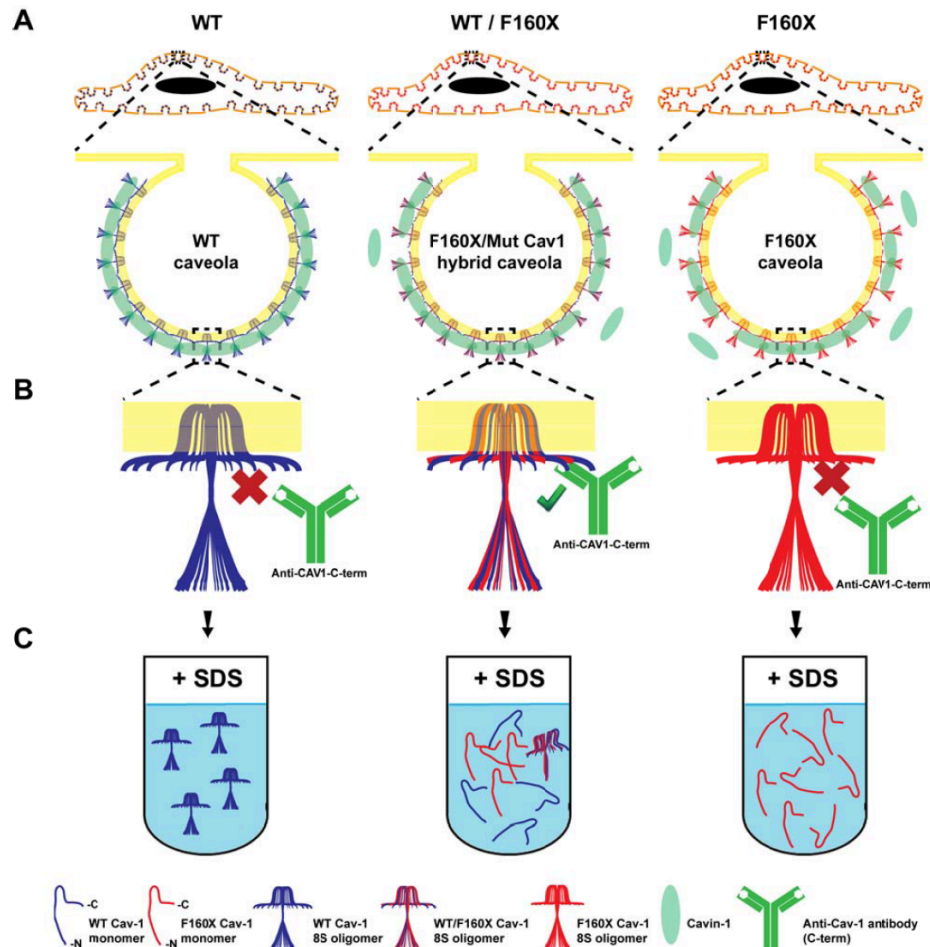 A
WT
WT / F160X
F160X
WT
caveola
F160X/Mut Cav1
hybrid caveola
F160X
caveola
B
Anti-CAV1-C-term
Anti-CAV1-C-term
Anti-CAV1-C-term
C
+ SDS
+ SDS
+ SDS
-C
-N
WT Cav-1
monomer
-C
-N
F160X Cav-1
monomer
WT Cav-1
8S oligomer
WT/F160X Cav-1
8S oligomer
F160X Cav-1
8S oligomer
Cavin-1
Anti-Cav-1 antibody
(C-term)